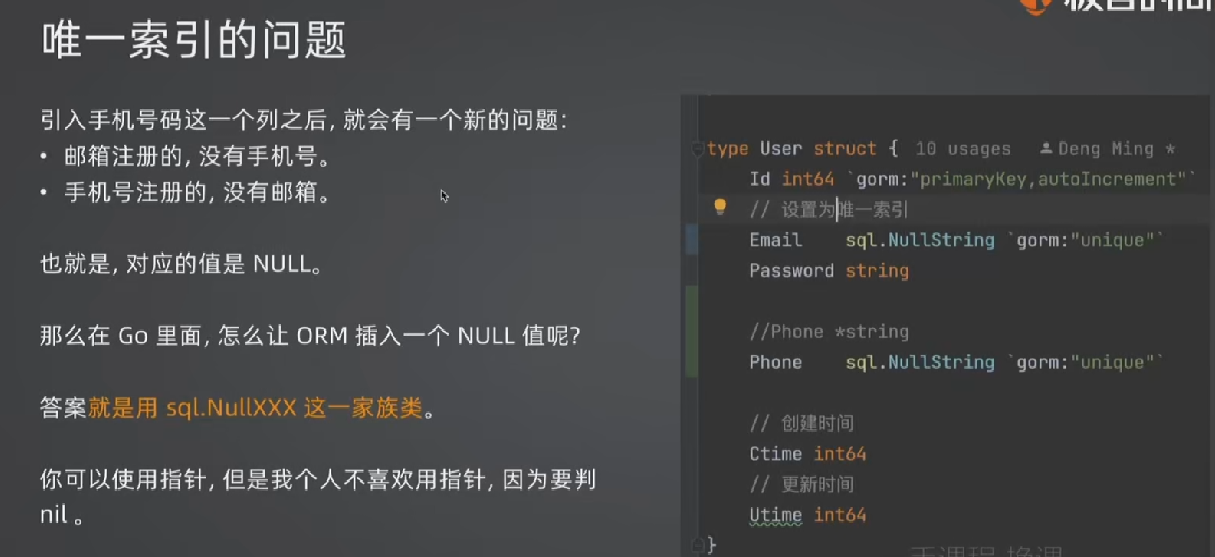 唯一索引的问题
引入手机号码这一个列之后, 就会有一个新的问题:
• 邮箱注册的, 没有手机号。
• 手机号注册的, 没有邮箱。
也就是, 对应的值是 NULL。
那么在 Go 里面, 怎么让 ORM 插入一个 NULL 值呢?
答案就是用 sql.NullXXX 这一家族类。
你可以使用指针, 但是我个人不喜欢用指针, 因为要判
nil 。
type User struct { 10 usages Deng Ming *
Id int64 `gorm:"primaryKey,autoIncrement"`
// 设置为唯一索引
Email sql.NullString `gorm:"unique"`
Password string
//Phone *string
Phone sql.NullString `gorm:"unique"`
// 创建时间
Ctime int64
// 更新时间
Utime int64
}